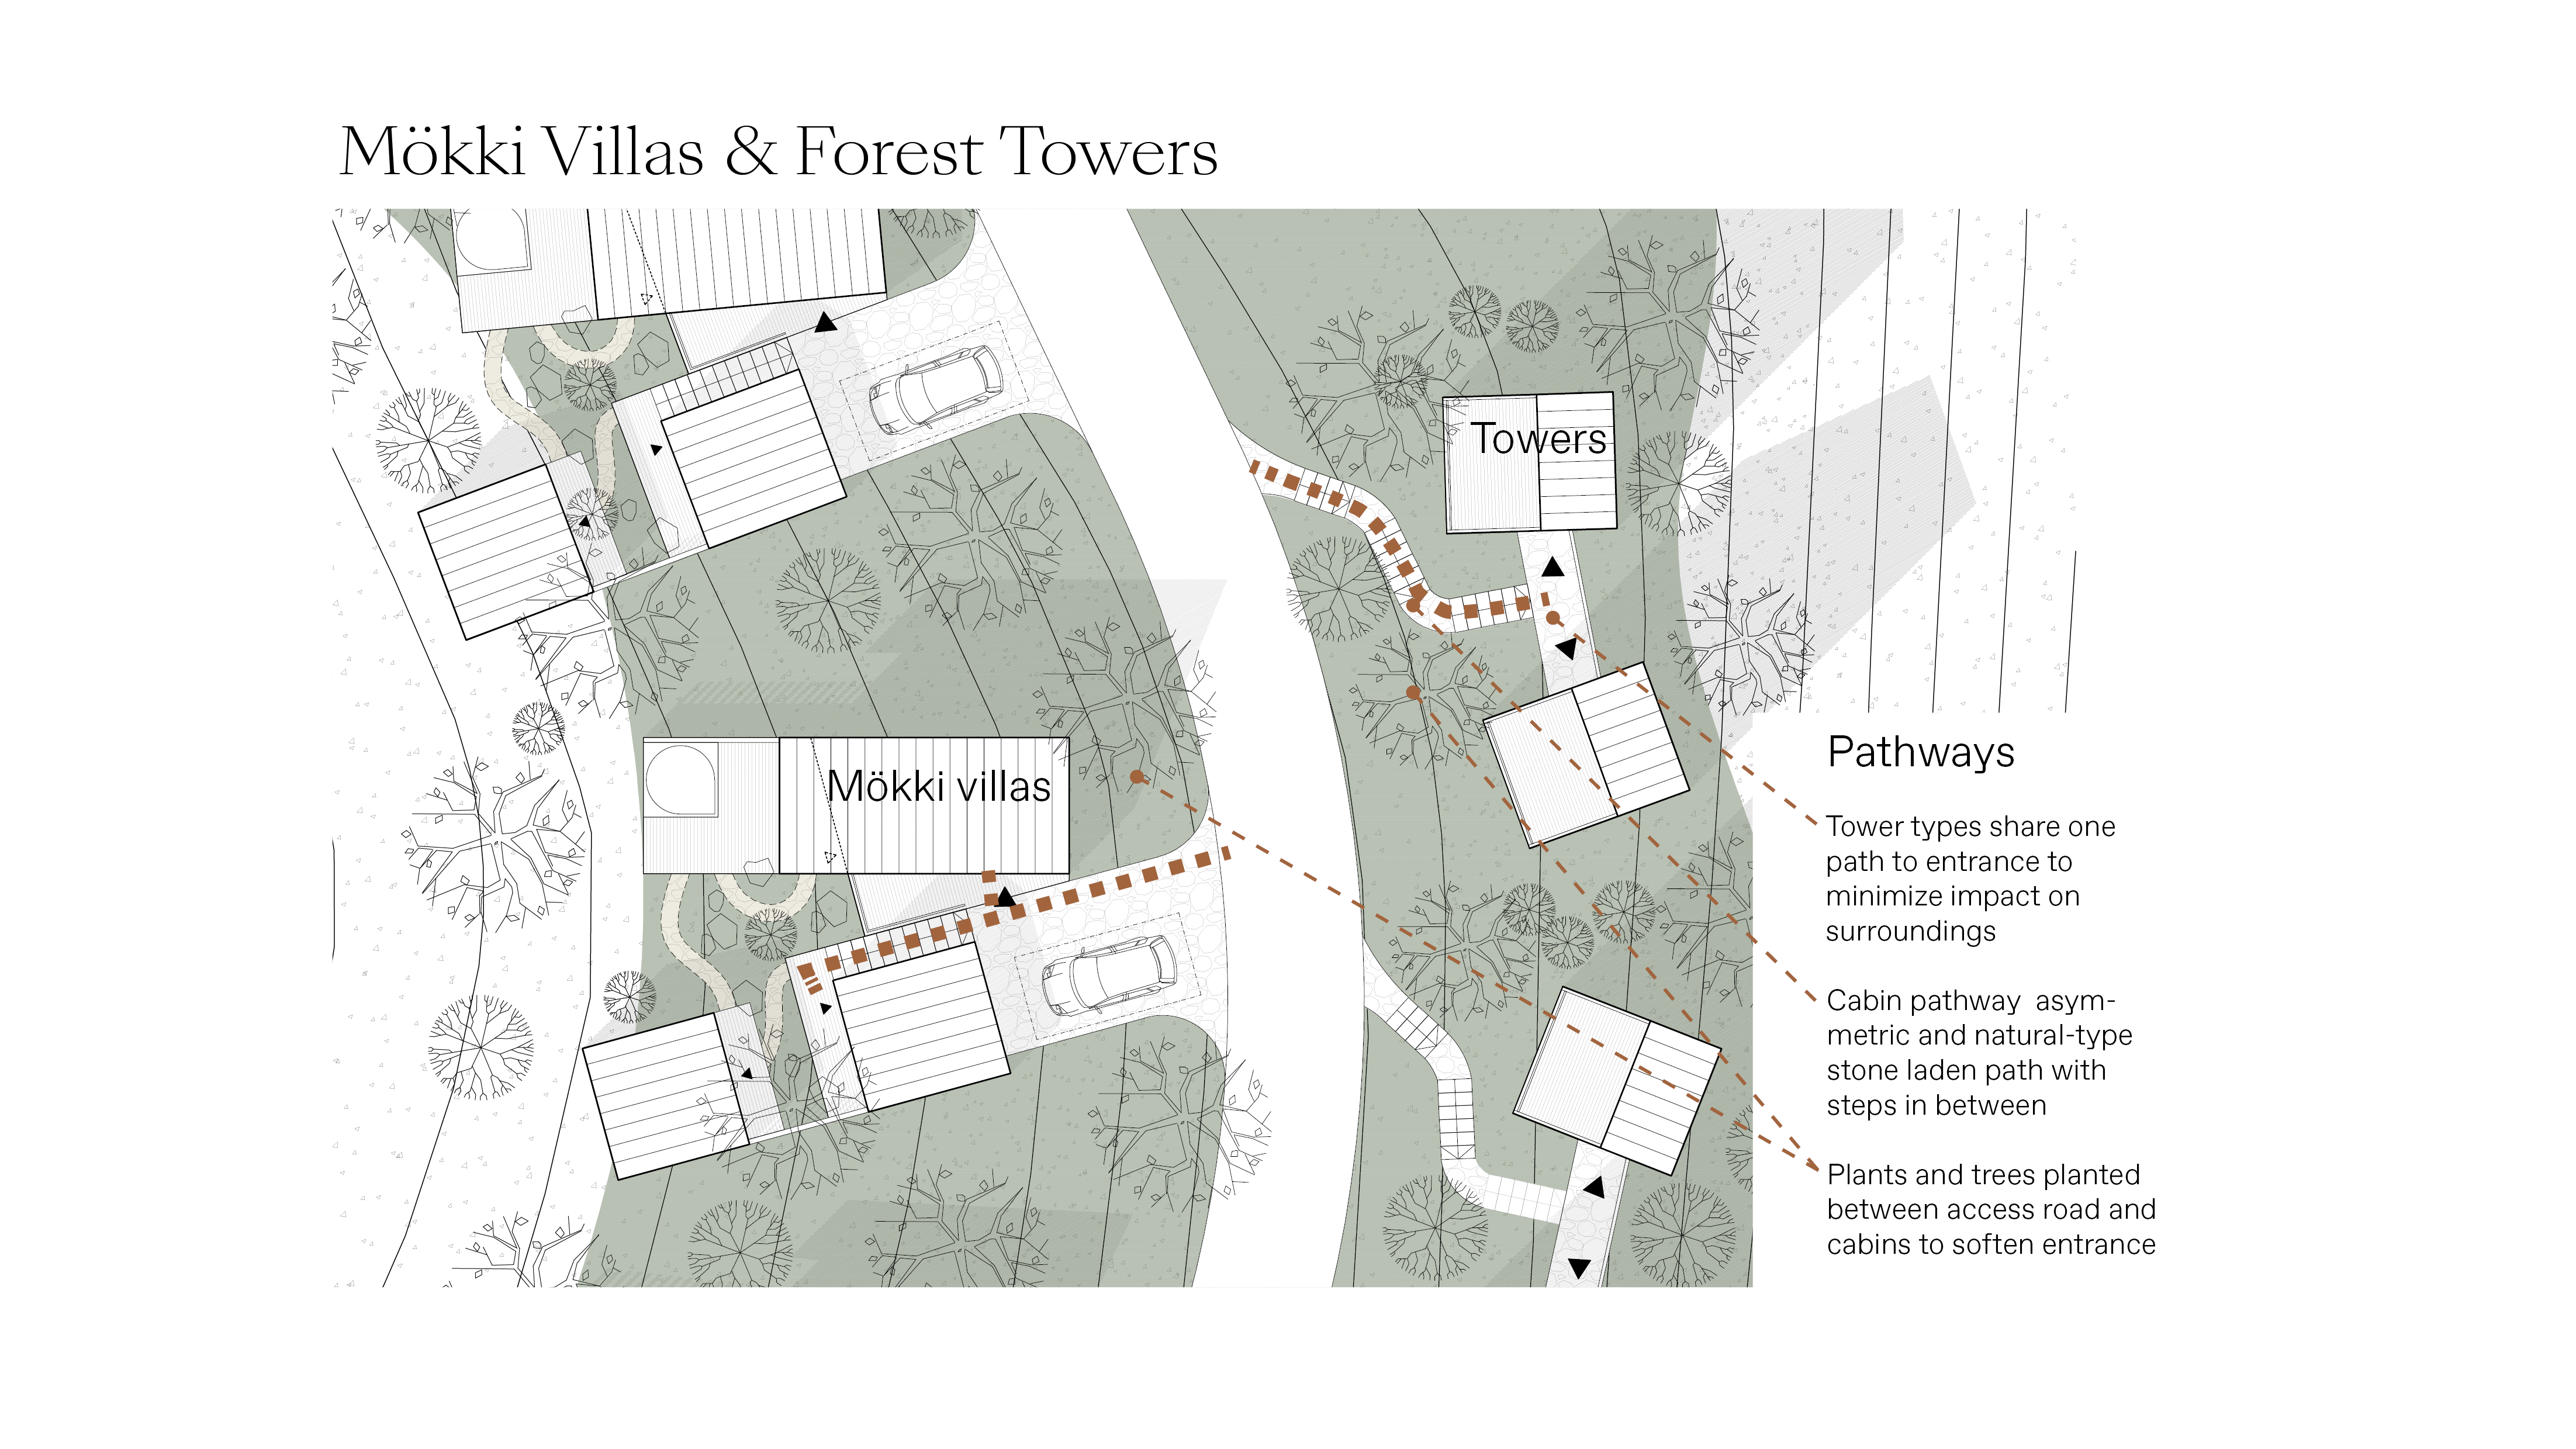 Mökki Villas & Forest Towers
Towers
Mökki villas
Pathways
Tower types share one
path to entrance to
minimize impact on
surroundings
Cabin pathway  asym-
metric and natural-type
stone laden path with
steps in between
Plants and trees planted
between access road and
cabins to soften entrance